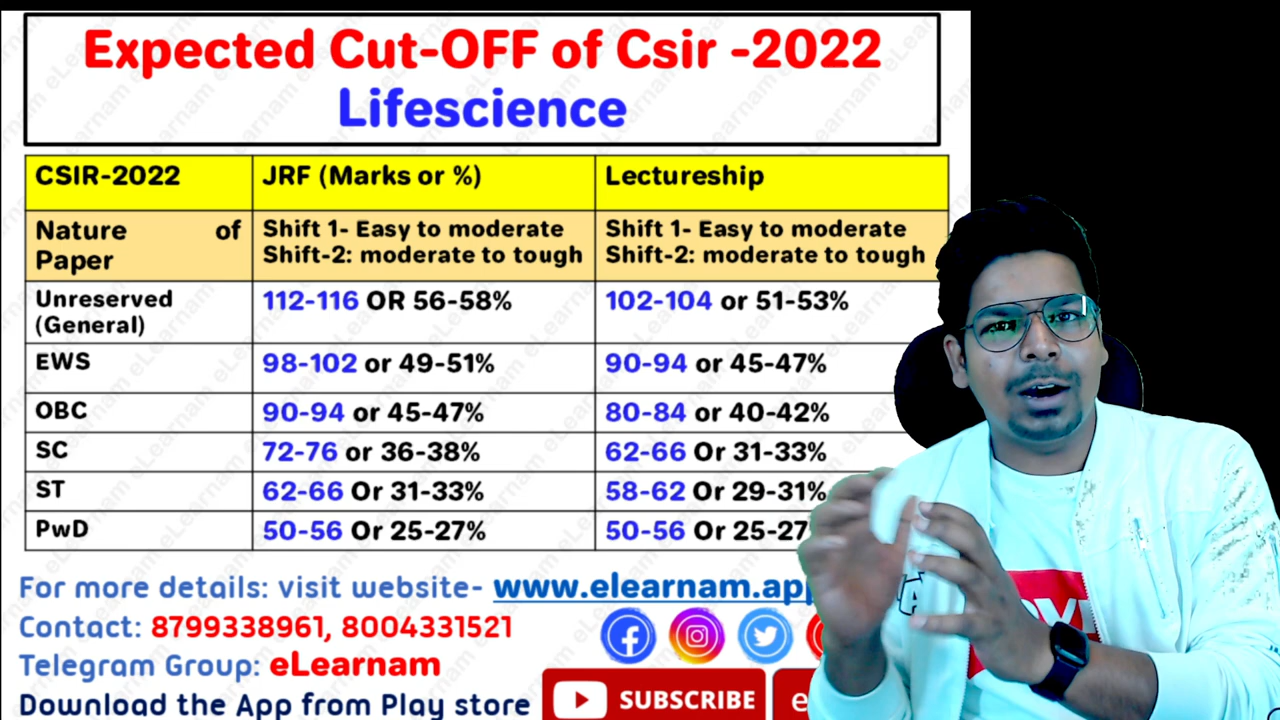 Expected Cut-OFF of Csir -2022
Lifescience
CSIR-2022 JRF (Marks or %) Lectureship
Nature of Paper
Shift 1- Easy to moderate
Shift-2: moderate to tough
Shift 1- Easy to moderate
Shift-2: moderate to tough
Unreserved
(General)
112-116 OR 56-58% 102-104 or 51-53%
EWS 98-102 or 49-51% 90-94 or 45-47%
OBC 90-94 or 45-47% 80-84 or 40-42%
SC 72-76 or 36-38% 62-66 Or 31-33%
ST 62-66 Or 31-33% 58-62 Or 29-31%
PwD 50-56 Or 25-27% 50-56 Or 25-27
For more details: visit website- www.elearnam.app
Contact: 8799338961, 8004331521
Telegram Group: eLearnam
Download the App from Play store
SUBSCRIBE